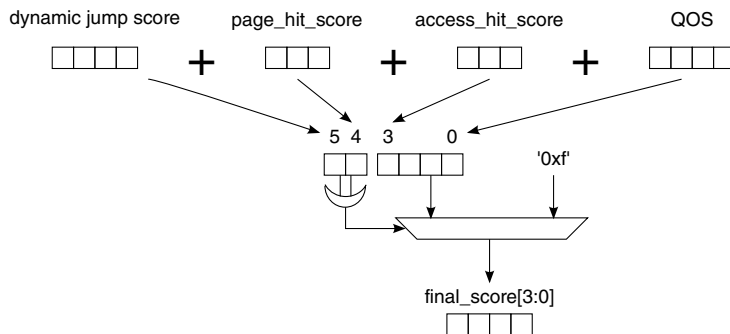 dynamic jump score page_hit_score access_hit_score QOS
+ + +
5 4 3 0
'0xf'
final_score[3:0]